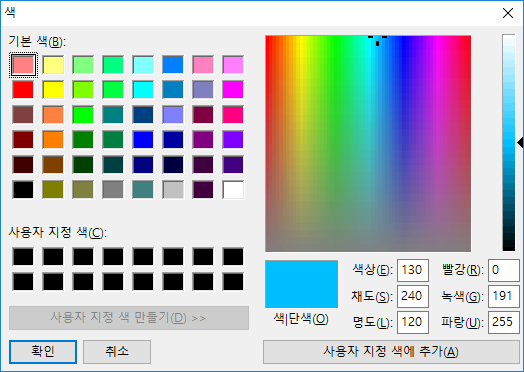 색
기본 색(B):
사용자 지정 색(C):
사용자 지정 색 만들기(D) >>
확인
취소
색|단색(O)
색상(E): 130
빨강(R): 0
채도(S): 240
녹색(G): 191
명도(L): 120
파랑(U): 255
사용자 지정 색에 추가(A)